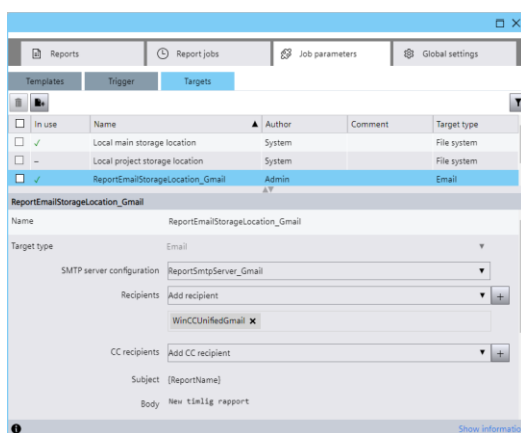 Reports Report jobs Job parameters Global settings
Templates Trigger Targets
In use Name Author Comment Target type
Local main storage location System File system
– Local project storage location System File system
ReportEmailStorageLocation_Gmail Admin Email
ReportEmailStorageLocation_Gmail
Name ReportEmailStorageLocation_Gmail
Target type Email
SMTP server configuration ReportSmtpServer_Gmail
Recipients Add recipient
WinCCUnifiedGmail
CC recipients Add CC recipient
Subject [ReportName]
Body New timlig rapport
Show informatio